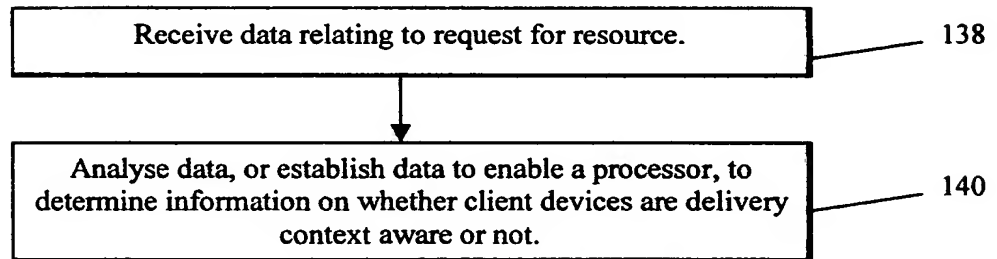 Receive data relating to request for resource.
138
Analyse data, or establish data to enable a processor, to
determine information on whether client devices are delivery
context aware or not.
140